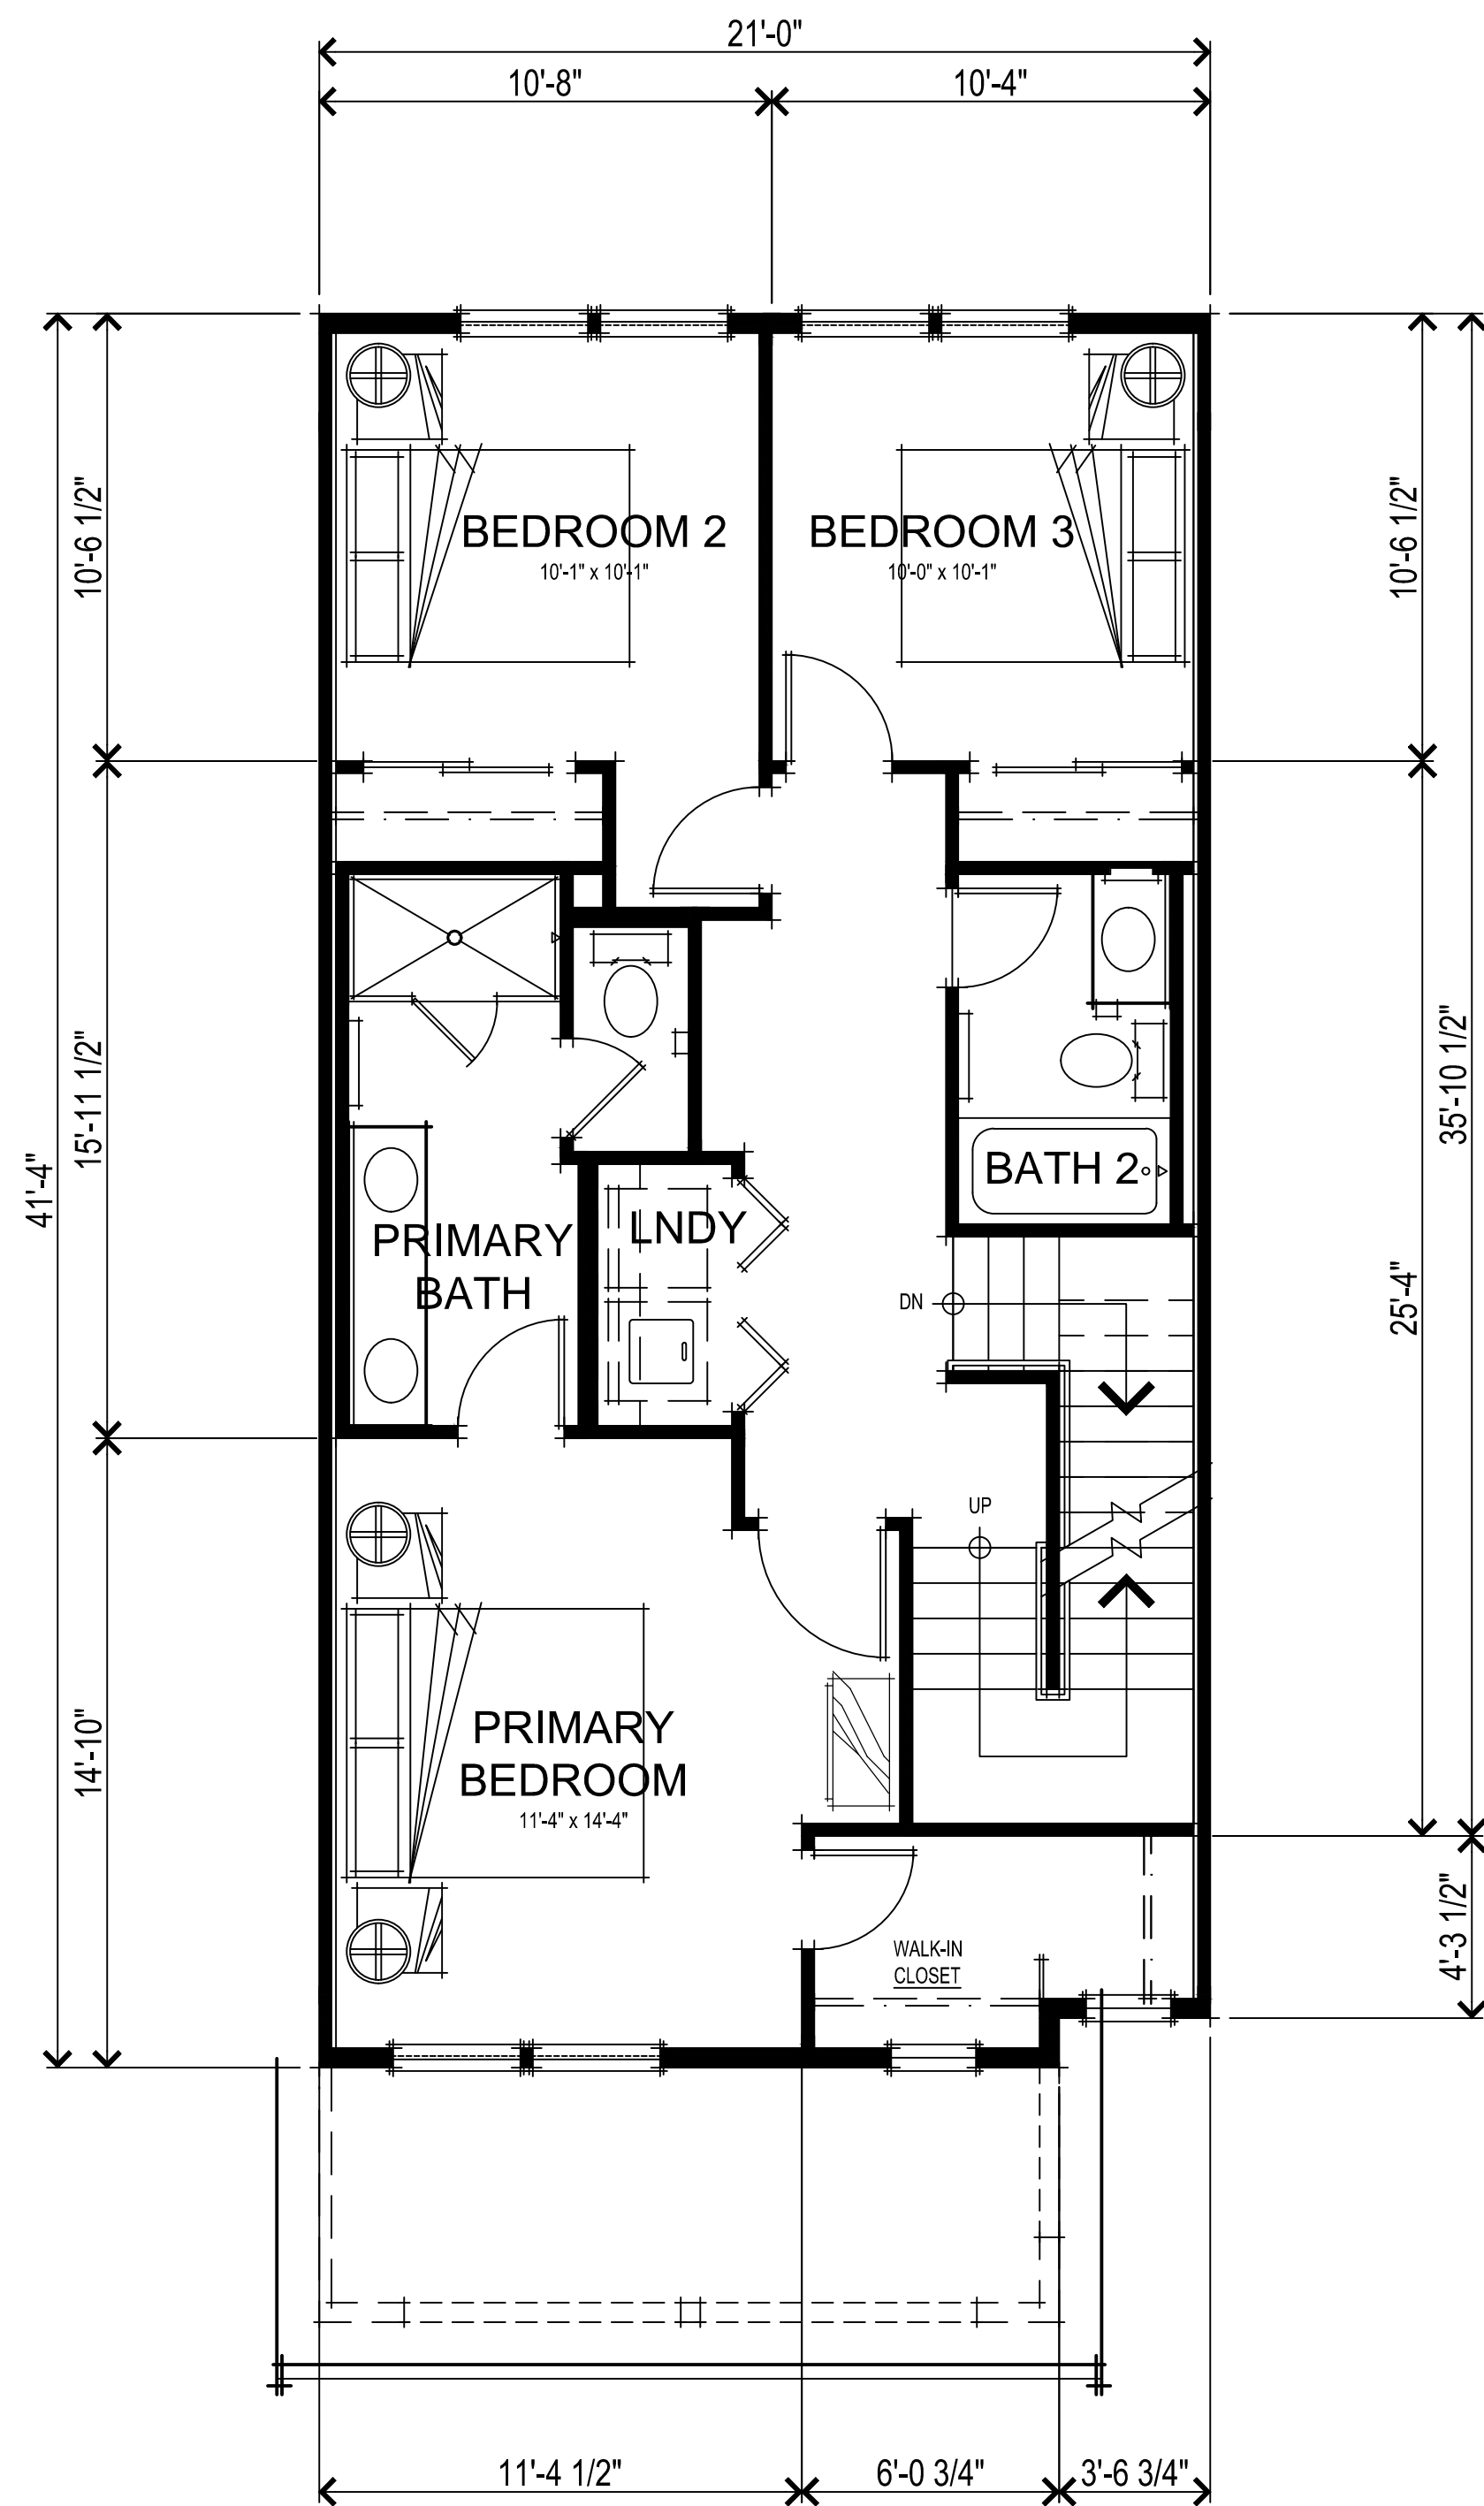 21'-0"
10'-8"
10'-4"
BEDROOM 2
10'-1" x 10'-1"
BEDROOM 3
10'-0" x 10'-1"
10'-6 1/2"
10'-6 1/2"
15'-11 1/2"
41'-4"
35'-10 1/2"
25'-4"
BATH 2
LNDY
PRIMARY
BATH
DN
UP
14'-10"
PRIMARY
BEDROOM
11'-4" x 14'-4"
4'-3 1/2"
WALK-IN
CLOSET
11'-4 1/2"
6'-0 3/4"
3'-6 3/4"